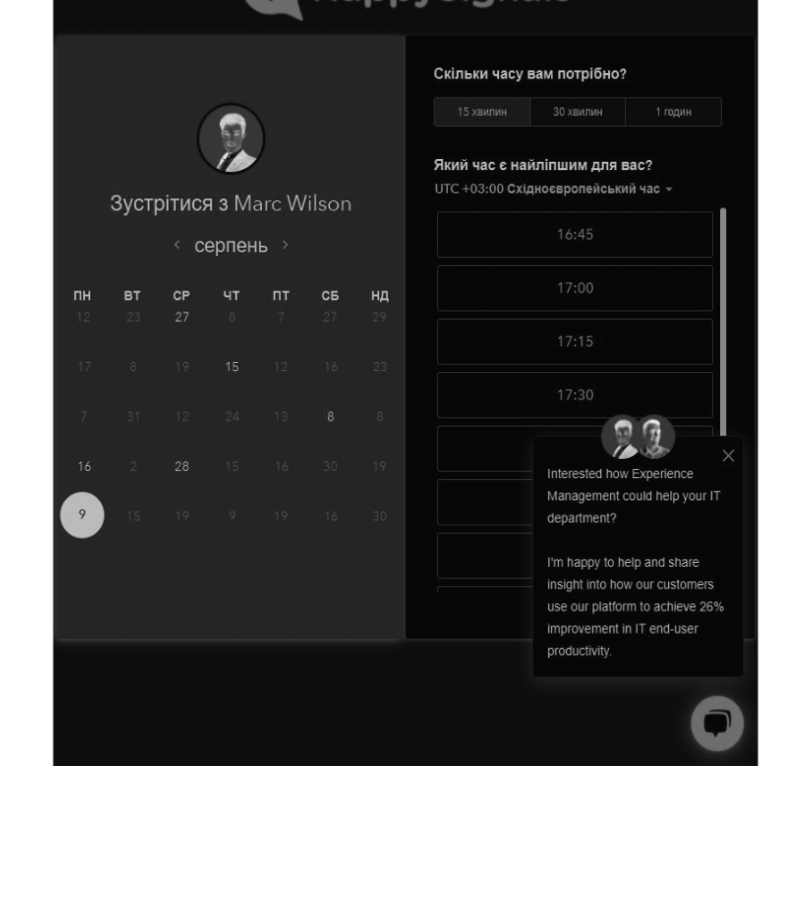 HappySignals
Зустрітися з Marc Wilson
серпень
ПН ВТ СР ЧТ ПТ СБ НД
12 23 27 8 7 27 29
17 8 19 15 12 16 23
7 31 12 24 13 8 8
16 2 28 15 16 30 19
9 15 19 9 19 16 30
Скільки часу вам потрібно?
15 хвилин 30 хвилин 1 годин
Який час є найліпшим для вас?
UTC +03:00 Східноєвропейський час
16:45
17:00
17:15
17:30
Interested how Experience
Management could help your IT
department?
I'm happy to help and share
insight into how our customers
use our platform to achieve 26%
improvement in IT end-user
productivity.